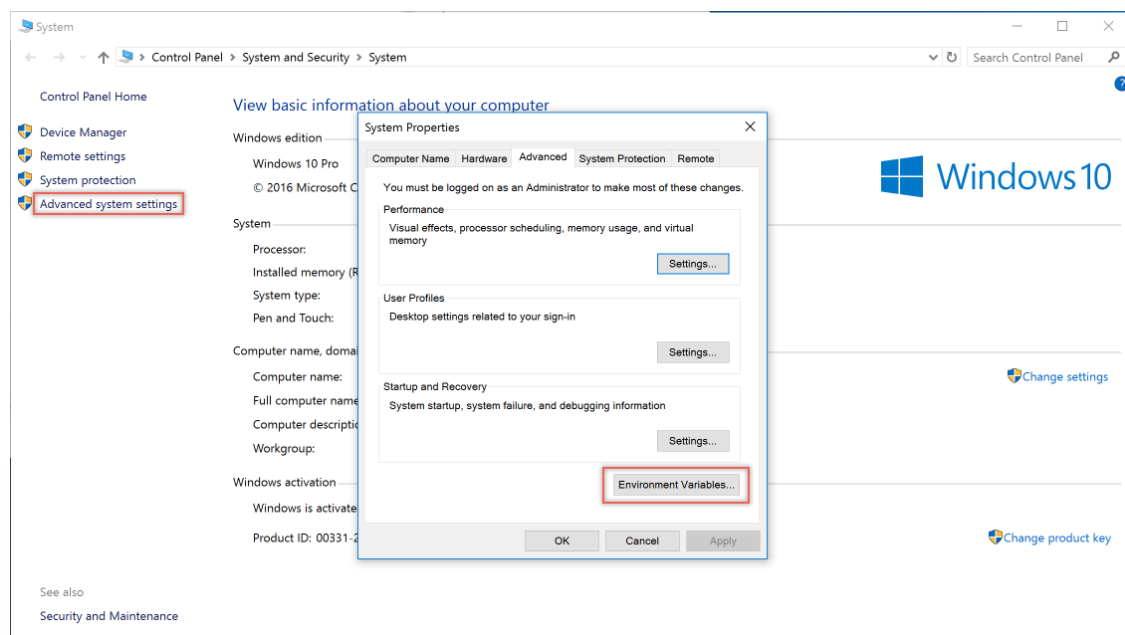 System
Control Panel > System and Security > System
Search Control Panel
?
Control Panel Home
Device Manager
Remote settings
System protection
Advanced system settings
See also
Security and Maintenance
View basic information about your computer
Windows edition
Windows 10 Pro
© 2016 Microsoft C
Windows 10
System
Processor:
Installed memory (R
System type:
Pen and Touch:
Computer name, domai
Computer name:
Full computer name
Computer descriptio
Workgroup:
Change settings
Windows activation
Windows is activate
Product ID: 00331-2
Change product key
System Properties
Computer Name Hardware Advanced System Protection Remote
You must be logged on as an Administrator to make most of these changes.
Performance
Visual effects, processor scheduling, memory usage, and virtual
memory
Settings...
User Profiles
Desktop settings related to your sign-in
Settings...
Startup and Recovery
System startup, system failure, and debugging information
Settings...
Environment Variables...
OK Cancel Apply